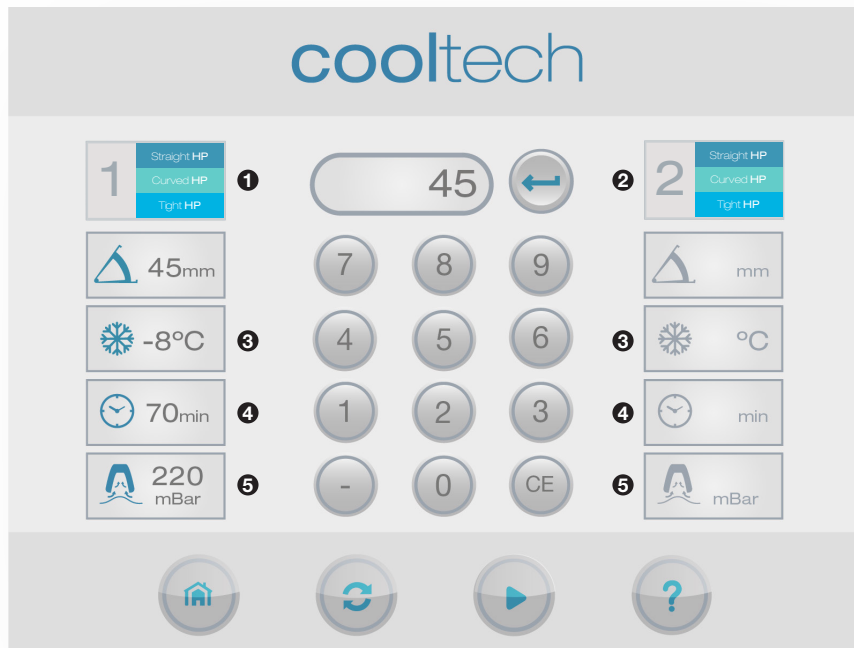 cooltech
1
Straight HP
Curved HP
Tight HP
❶
45
❷
2
Straight HP
Curved HP
Tight HP
45mm
7
8
9
mm
-8ºC
❸
4
5
6
❸
ºC
70min
❹
1
2
3
❹
min
220
mBar
❺
-
0
CE
❺
mBar
?